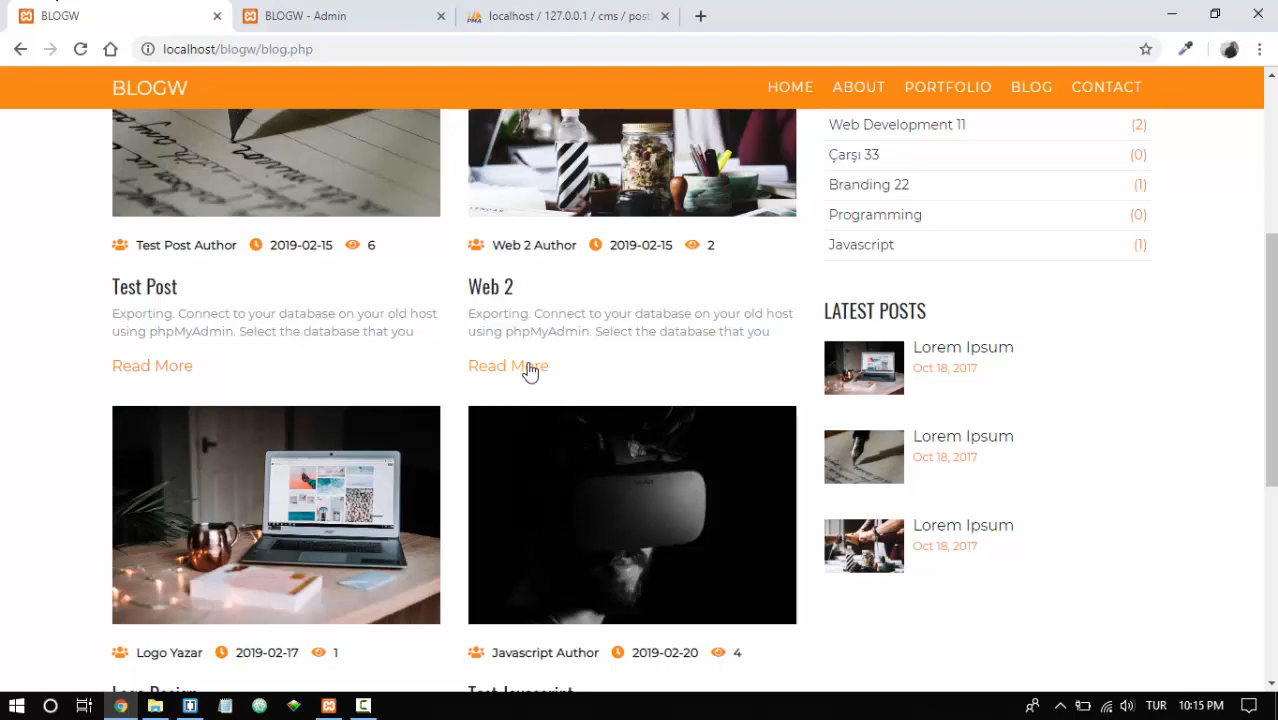 BLOGW
BLOGW - Admin
localhost / 127.0.0.1 / cms / post
localhost/blogw/blog.php
BLOGW
HOME ABOUT PORTFOLIO BLOG CONTACT
Test Post Author 2019-02-15 6
Test Post
Exporting. Connect to your database on your old host
using phpMyAdmin. Select the database that you
Read More
Web 2 Author 2019-02-15 2
Web 2
Exporting. Connect to your database on your old host
using phpMyAdmin. Select the database that you
Read More
Logo Yazar 2019-02-17 1
Logo Design
Javascript Author 2019-02-20 4
Test Javascript
Web Development 11 (2)
Çarşı 33 (0)
Branding 22 (1)
Programming (0)
Javascript (1)
LATEST POSTS
Lorem Ipsum
Oct 18, 2017
Lorem Ipsum
Oct 18, 2017
Lorem Ipsum
Oct 18, 2017
TUR 10:15 PM